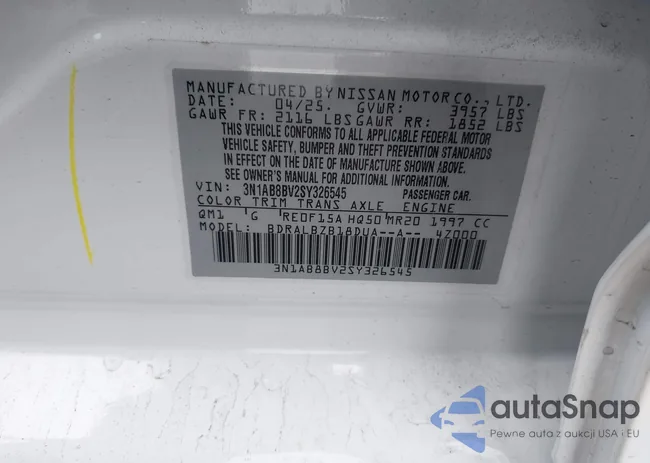 MANUFACTURED BY NISSAN MOTOR CO., LTD.
DATE: 04/25. GVWR: 3957 LBS
GAWR FR: 2116 LBS GAWR RR: 1852 LBS
THIS VEHICLE CONFORMS TO ALL APPLICABLE FEDERAL MOTOR
VEHICLE SAFETY, BUMPER AND THEFT PREVENTION STANDARDS
IN EFFECT ON THE DATE OF MANUFACTURE SHOWN ABOVE.
SEE OWNER'S MANUAL FOR ADDITIONAL INFORMATION.
VIN: 3N1AB8BV2SY326545 PASSENGER CAR.
COLOR TRIM TRANS AXLE ENGINE
QM1 G RE0F15A HQ50 MR20 1997 CC
MODEL: BDRALBZB18DUA--A-- 47000
3N1AB8BV2SY326545
autaSnap
Pewne auta z aukcji USA i EU